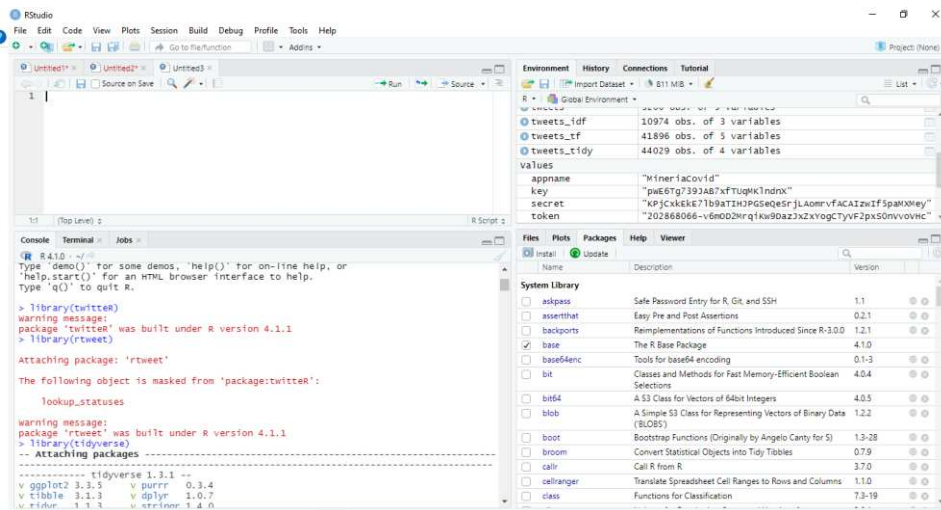 RStudio
File Edit Code View Plots Session Build Debug Profile Tools Help
Go to file/function Addins
Project: (None)
Untitled1* Untitled2* Untitled3
Source on Save Run Source
1
1:1 (Top Level) R Script
Console Terminal Jobs
R 4.1.0 · ~/
Type 'demo()' for some demos, 'help()' for on-line help, or
'help.start()' for an HTML browser interface to help.
Type 'q()' to quit R.
> library(twitteR)
Warning message:
package 'twitteR' was built under R version 4.1.1
> library(rtweet)
Attaching package: 'rtweet'
The following object is masked from 'package:twitteR':
lookup_statuses
Warning message:
package 'rtweet' was built under R version 4.1.1
> library(tidyverse)
-- Attaching packages ----------
------------ tidyverse 1.3.1 --
v ggplot2 3.3.5 v purrr 0.3.4
v tibble 3.1.3 v dplyr 1.0.7
v tidyr 1.1.3 v stringr 1.4.0
Environment History Connections Tutorial
Import Dataset 811 MiB List
R Global Environment
tweets_idf 10974 obs. of 3 variables
tweets_tf 41896 obs. of 5 variables
tweets_tidy 44029 obs. of 4 variables
Values
appname "MineriaCovid"
key
secret
token
Files Plots Packages Help Viewer
Install Update
Name Description Version
System Library
askpass Safe Password Entry for R, Git, and SSH 1.1
assertthat Easy Pre and Post Assertions 0.2.1
backports Reimplementations of Functions Introduced Since R-3.0.0 1.2.1
base The R Base Package 4.1.0
base64enc Tools for base64 encoding 0.1-3
bit Classes and Methods for Fast Memory-Efficient Boolean 4.0.4
Selections
bit64 A S3 Class for Vectors of 64bit Integers 4.0.5
blob A Simple S3 Class for Representing Vectors of Binary Data 1.2.2
('BLOBS')
boot Bootstrap Functions (Originally by Angelo Canty for S) 1.3-28
broom Convert Statistical Objects into Tidy Tibbles 0.7.9
callr Call R from R 3.7.0
cellranger Translate Spreadsheet Cell Ranges to Rows and Columns 1.1.0
class Functions for Classification 7.3-19